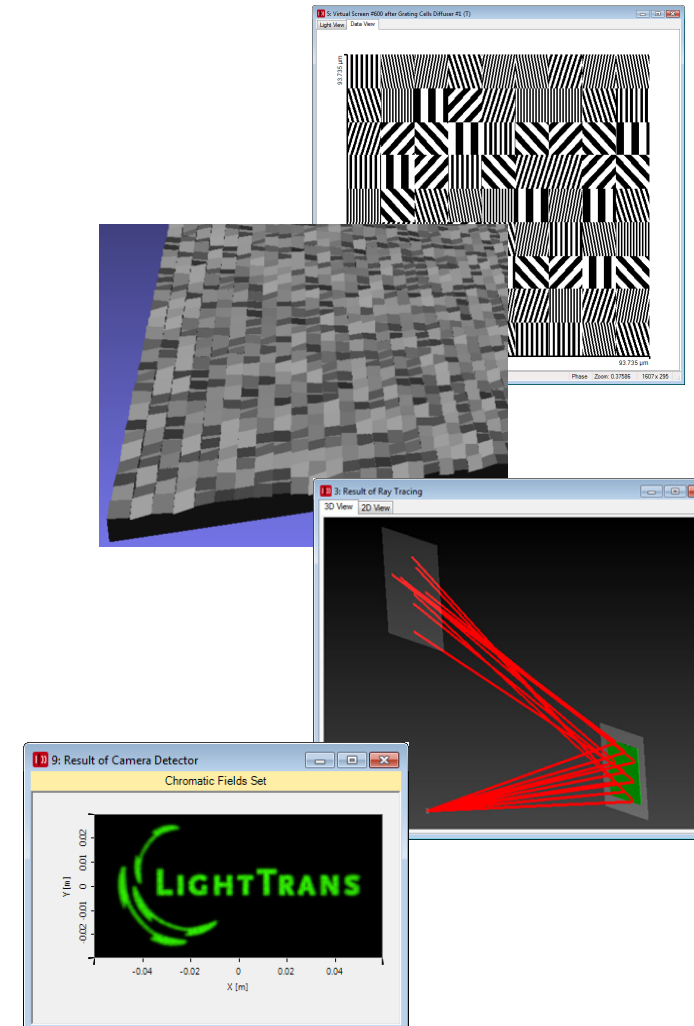 5: Virtual Screen #600 after Grating Cells Diffuser #1 (T)
Light View Data View
93.735 µm
93.735 µm
Phase Zoom: 0.37586 1607 x 295
3: Result of Ray Tracing
3D View 2D View
9: Result of Camera Detector
Chromatic Fields Set
0.02
0.01
0
-0.01
-0.02
Y [m]
LIGHTTRANS
-0.04 -0.02 0 0.02 0.04
X [m]